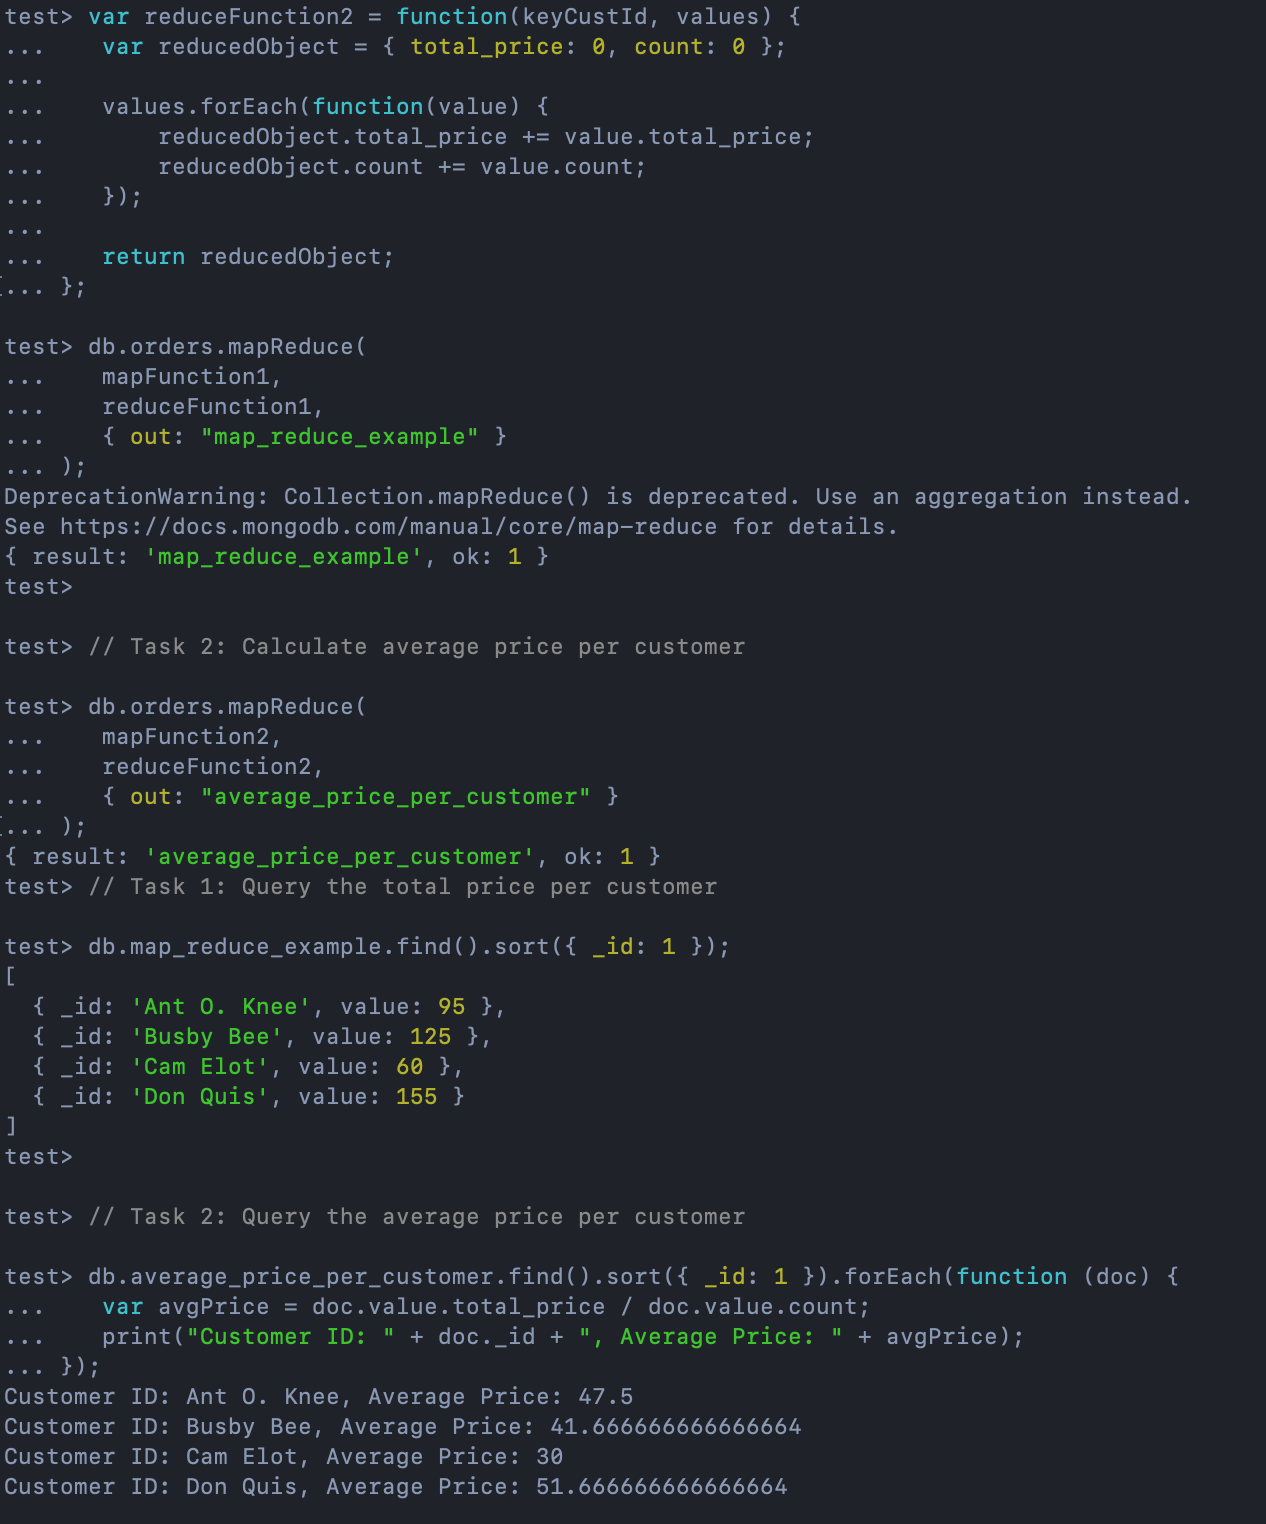 test> var reduceFunction2 = function(keyCustId, values) {
...    var reducedObject = { total_price: 0, count: 0 };
...
...    values.forEach(function(value) {
...        reducedObject.total_price += value.total_price;
...        reducedObject.count += value.count;
...    });
...
...    return reducedObject;
[... };
test> db.orders.mapReduce(
...    mapFunction1,
...    reduceFunction1,
...    { out: "map_reduce_example" }
... );
DeprecationWarning: Collection.mapReduce() is deprecated. Use an aggregation instead.
See https://docs.mongodb.com/manual/core/map-reduce for details.
{ result: 'map_reduce_example', ok: 1 }
test>
test> // Task 2: Calculate average price per customer
test> db.orders.mapReduce(
...    mapFunction2,
...    reduceFunction2,
...    { out: "average_price_per_customer" }
[... );
{ result: 'average_price_per_customer', ok: 1 }
test> // Task 1: Query the total price per customer
test> db.map_reduce_example.find().sort({ _id: 1 });
[
  { _id: 'Ant O. Knee', value: 95 },
  { _id: 'Busby Bee', value: 125 },
  { _id: 'Cam Elot', value: 60 },
  { _id: 'Don Quis', value: 155 }
]
test>
test> // Task 2: Query the average price per customer
test> db.average_price_per_customer.find().sort({ _id: 1 }).forEach(function (doc) {
...    var avgPrice = doc.value.total_price / doc.value.count;
...    print("Customer ID: " + doc._id + ", Average Price: " + avgPrice);
... });
Customer ID: Ant O. Knee, Average Price: 47.5
Customer ID: Busby Bee, Average Price: 41.666666666666664
Customer ID: Cam Elot, Average Price: 30
Customer ID: Don Quis, Average Price: 51.666666666666664